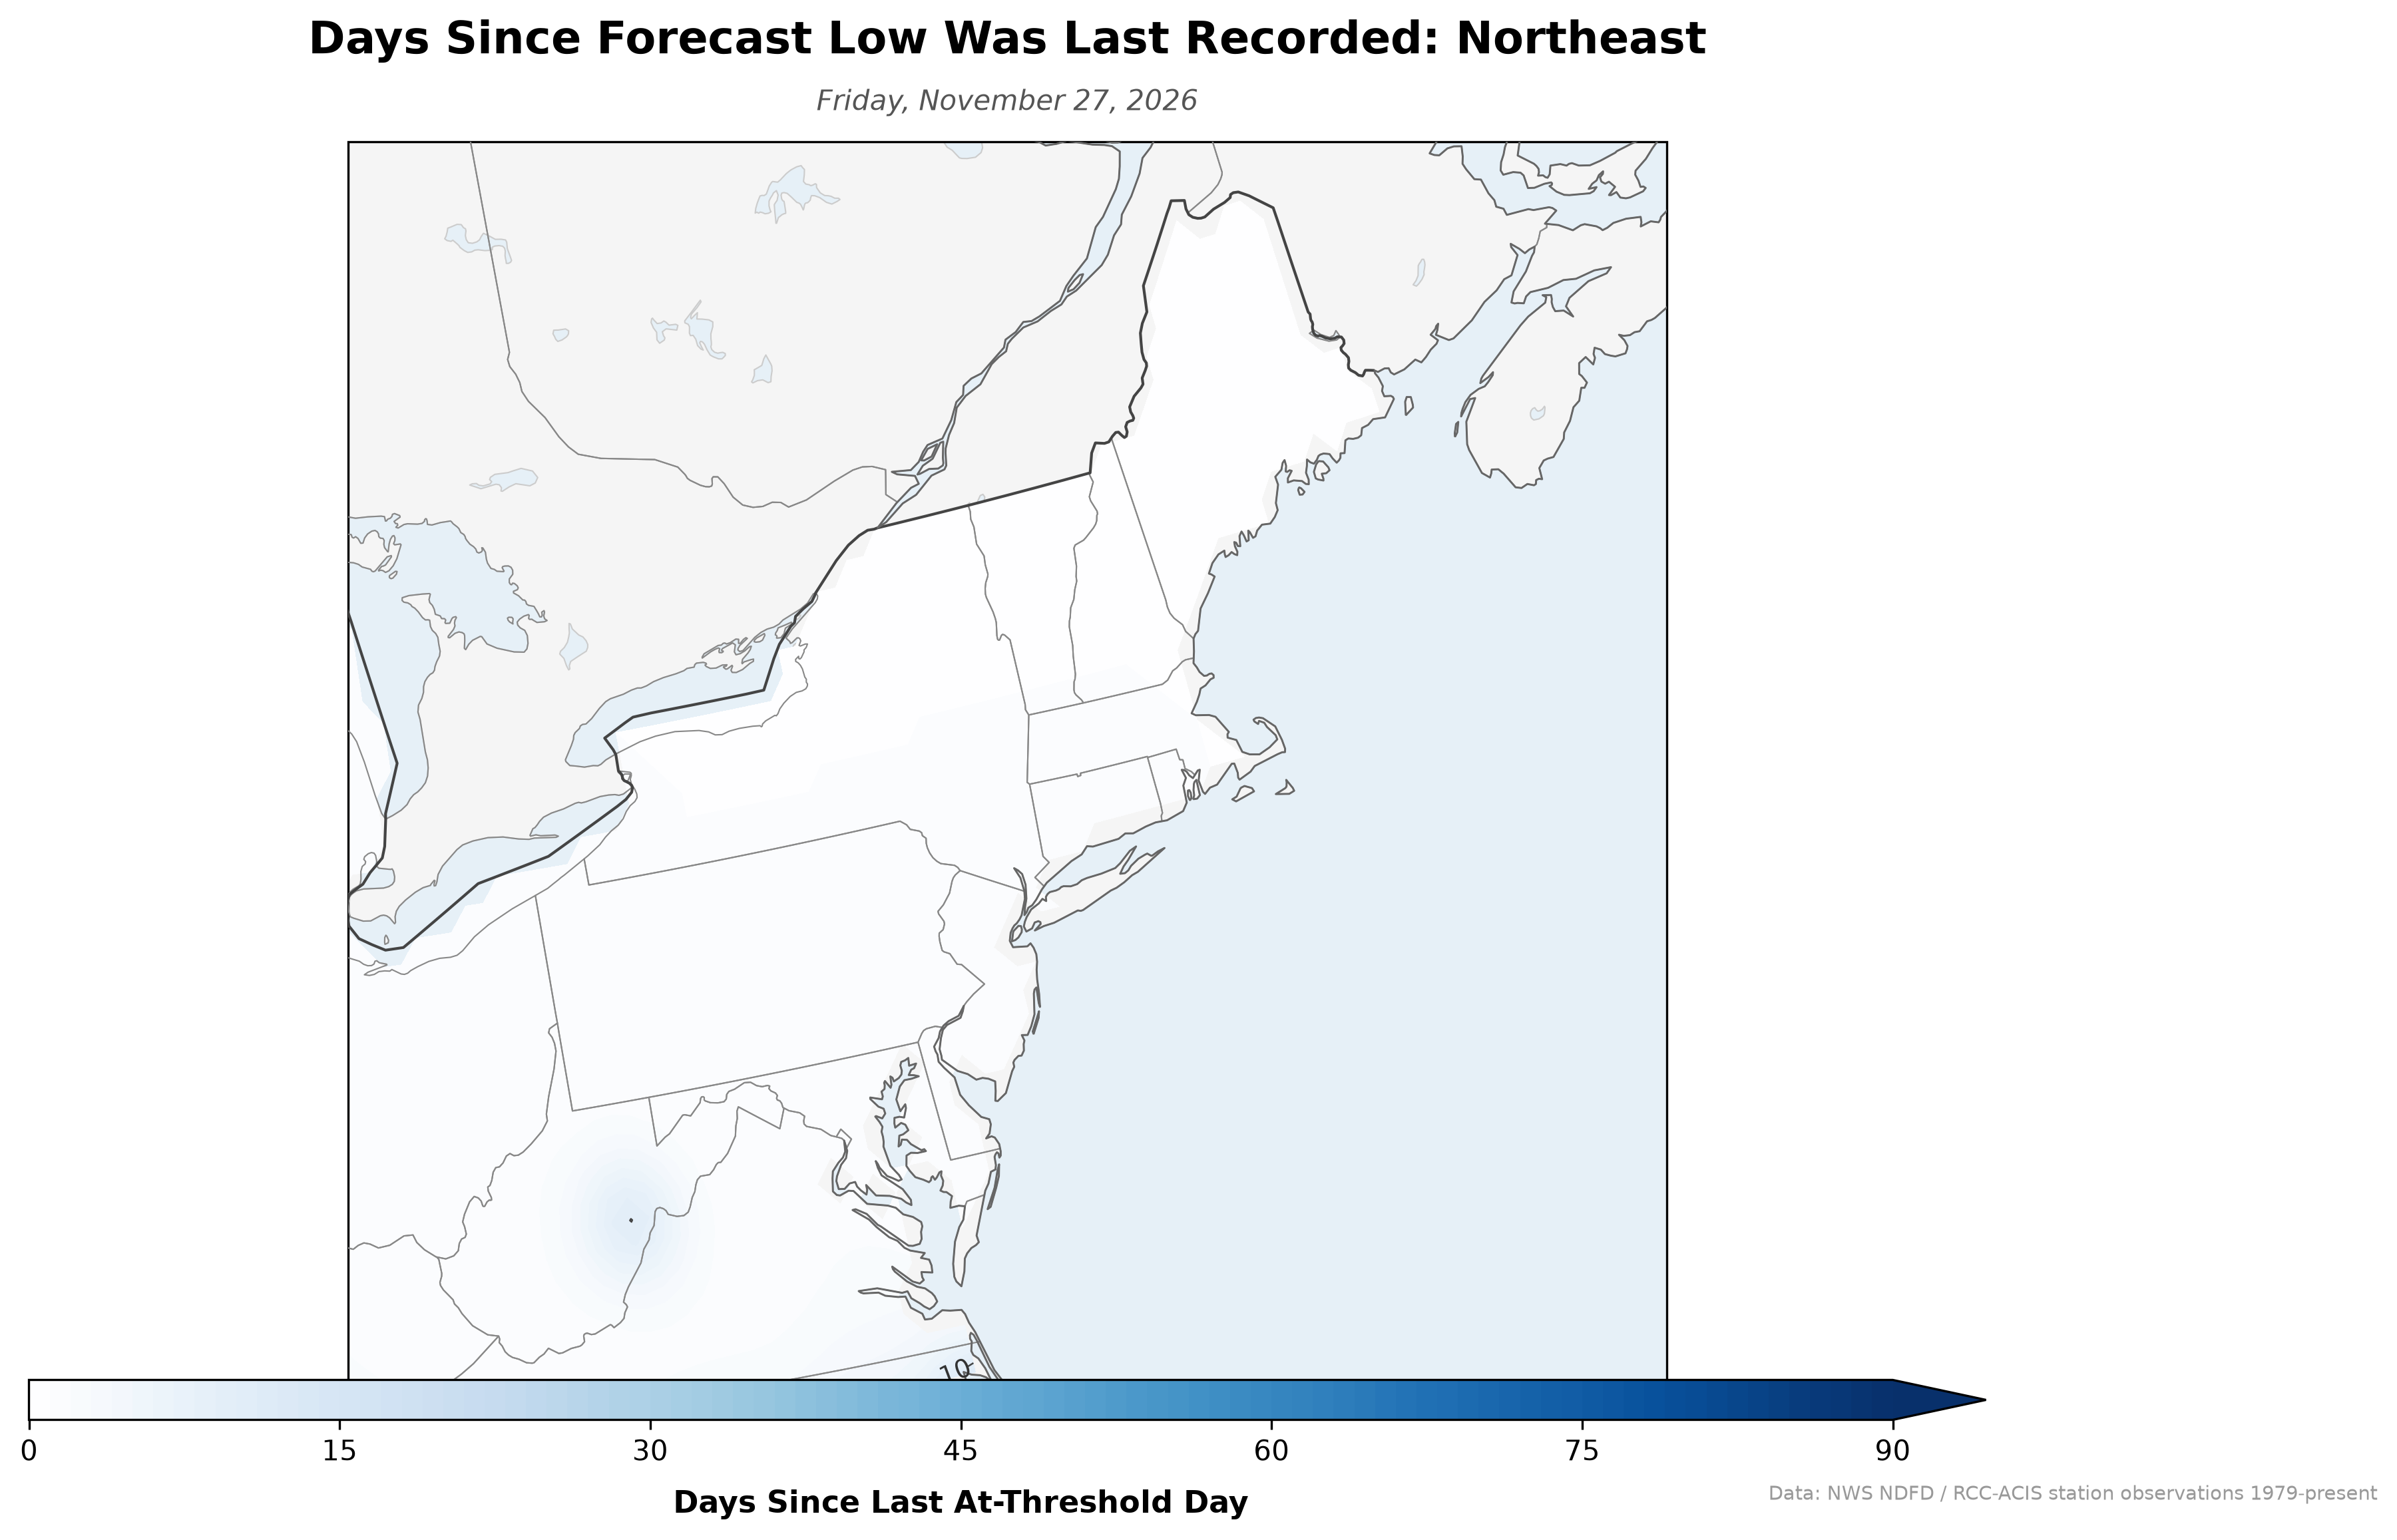 Days Since Forecast Low Was Last Recorded: Northeast
Friday, November 27, 2026
10
0 15 30 45 60 75 90
Days Since Last At-Threshold Day
Data: NWS NDFD / RCC-ACIS station observations 1979-present